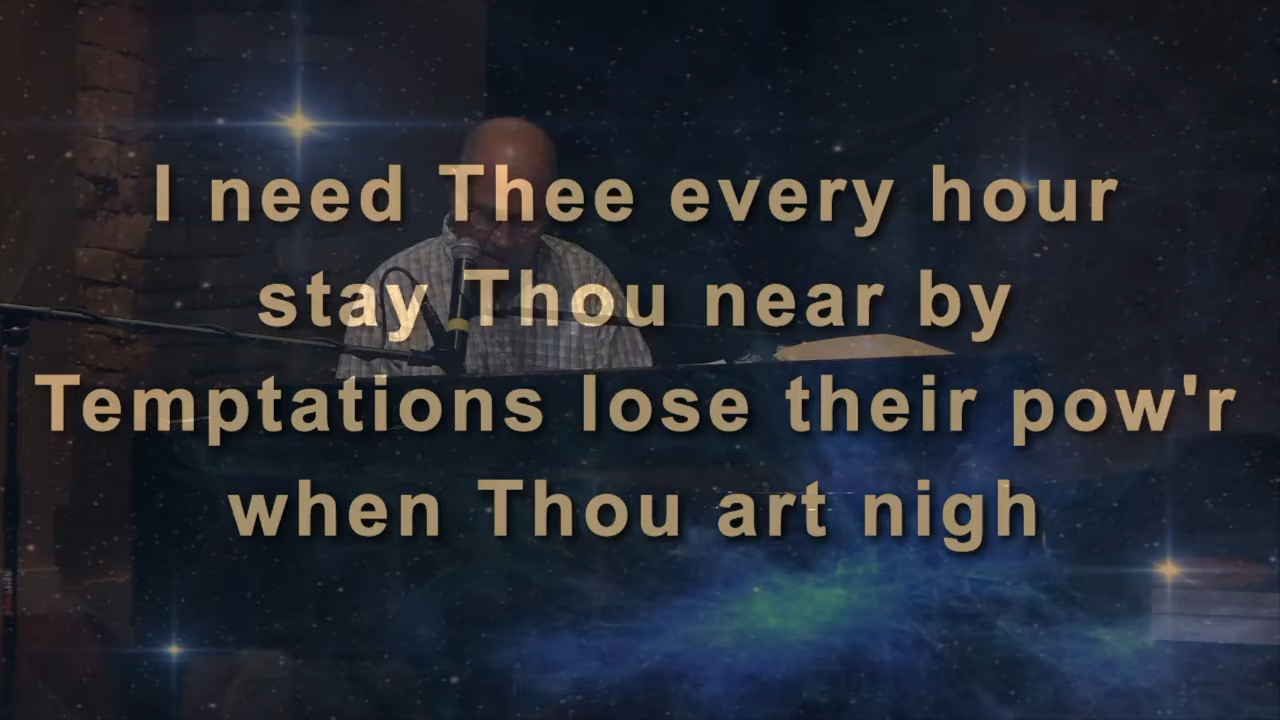 I need Thee every hour
stay Thou near by
Temptations lose their pow'r
when Thou art nigh